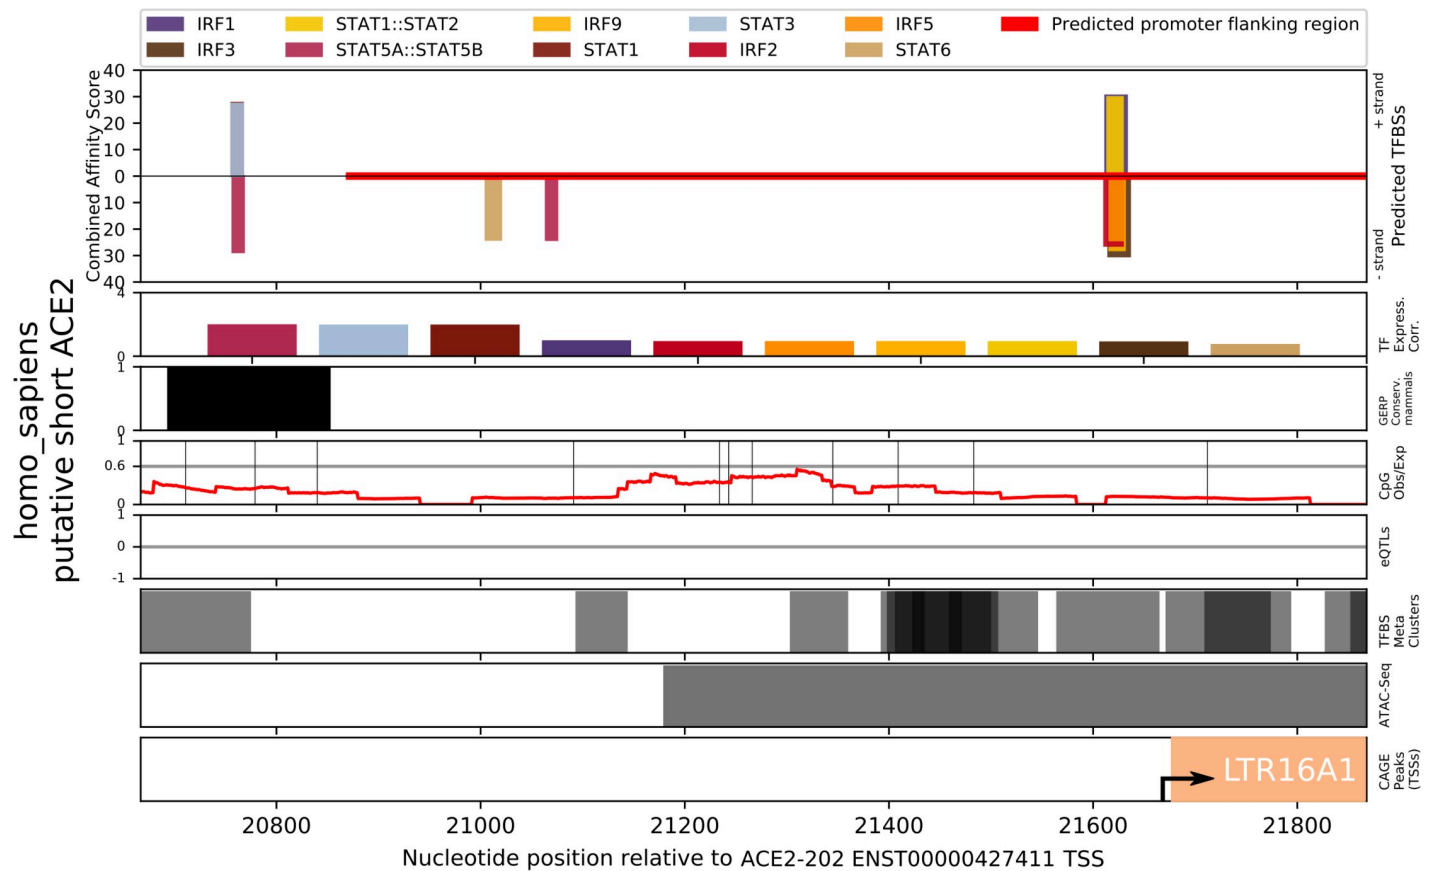 IRF1 STAT1::STAT2 IRF9 STAT3 IRF5 Predicted promoter flanking region
IRF3 STAT5A::STAT5B STAT1 IRF2 STAT6
homo_sapiens
putative short ACE2
Combined Affinity Score
40
30
20
10
0
10
20
30
40
+ strand
- strand
Predicted TFBSs
4
0
TF
Express.
Corr.
1
0
GERP
Conserv.
mammals
1
0.6
0
CpG
Obs/Exp
1
0
-1
eQTLs
TFBS
Meta
Clusters
ATAC-Seq
LTR16A1
CAGE
Peaks
(TSSs)
20800 21000 21200 21400 21600 21800
Nucleotide position relative to ACE2-202 ENST00000427411 TSS